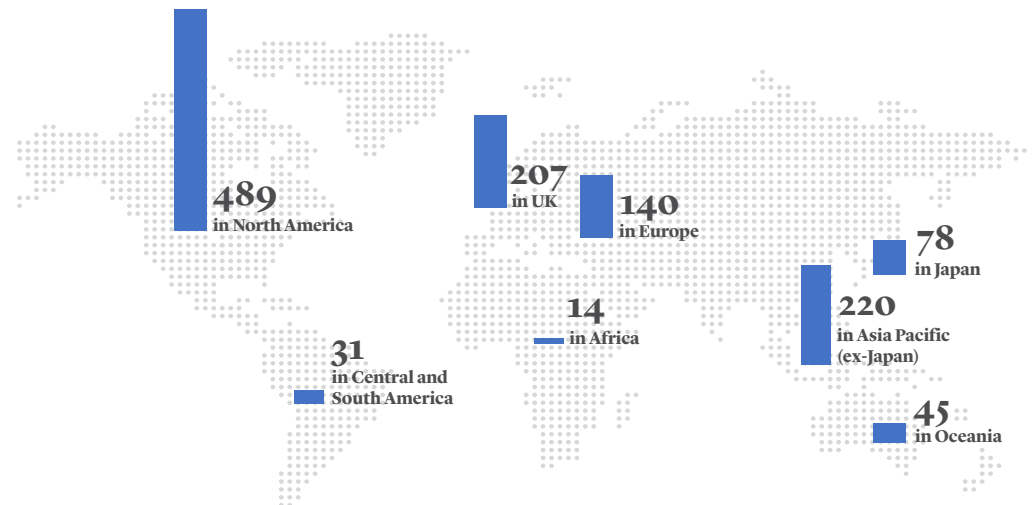 489
in North America
207
in UK
140
in Europe
78
in Japan
14
in Africa
220
in Asia Pacific
(ex-Japan)
31
in Central and
South America
45
in Oceania